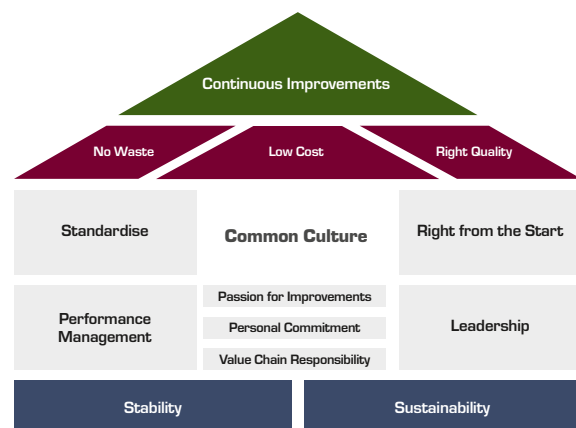 Continuous Improvements
No Waste
Low Cost
Right Quality
Standardise
Common Culture
Right from the Start
Performance
Management
Passion for Improvements
Personal Commitment
Value Chain Responsibility
Leadership
Stability
Sustainability